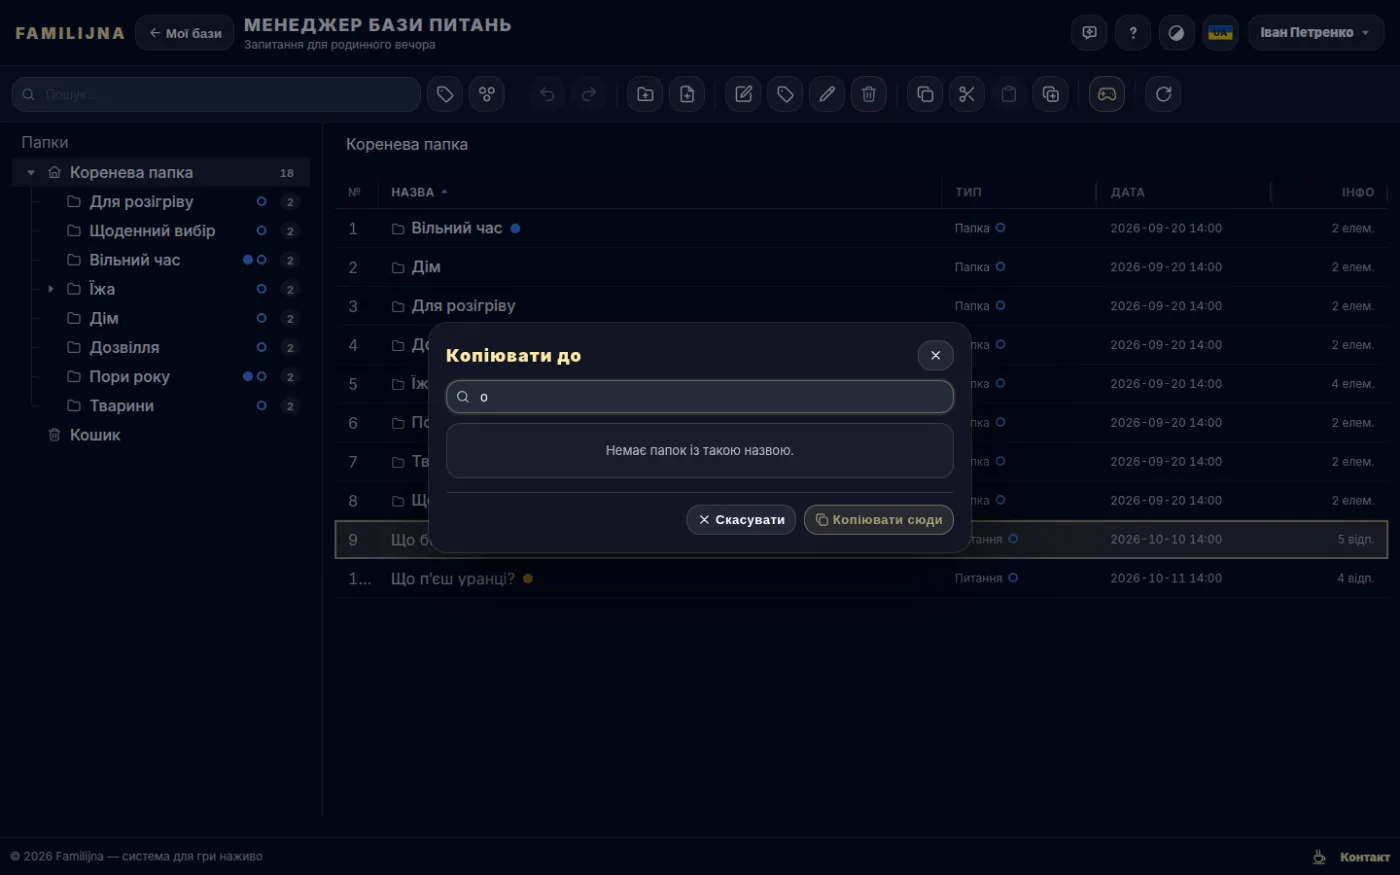 FAMILIJNA
← Мої бази
МЕНЕДЖЕР БАЗИ ПИТАНЬ
Запитання для родинного вечора
?
UA
Іван Петренко
Пошук...
Папки
Коренева папка 18
Для розігріву 2
Щоденний вибір 2
Вільний час 2
Їжа 2
Дім 2
Дозвілля 2
Пори року 2
Тварини 2
Кошик
Коренева папка
№ НАЗВА ТИП ДАТА ІНФО
1 Вільний час Папка 2026-09-20 14:00 2 елем.
2 Дім Папка 2026-09-20 14:00 2 елем.
3 Для розігріву Папка 2026-09-20 14:00 2 елем.
4 2026-09-20 14:00 2 елем.
5 2026-09-20 14:00 4 елем.
6 2026-09-20 14:00 2 елем.
7 2026-09-20 14:00 2 елем.
8 2026-09-20 14:00 2 елем.
9 Що 2026-10-10 14:00 5 відп.
1... Що п'єш уранці? Питання 2026-10-11 14:00 4 відп.
Копіювати до
о
Немає папок із такою назвою.
Скасувати
Копіювати сюди
© 2026 Familijna — система для гри наживо
Контакт